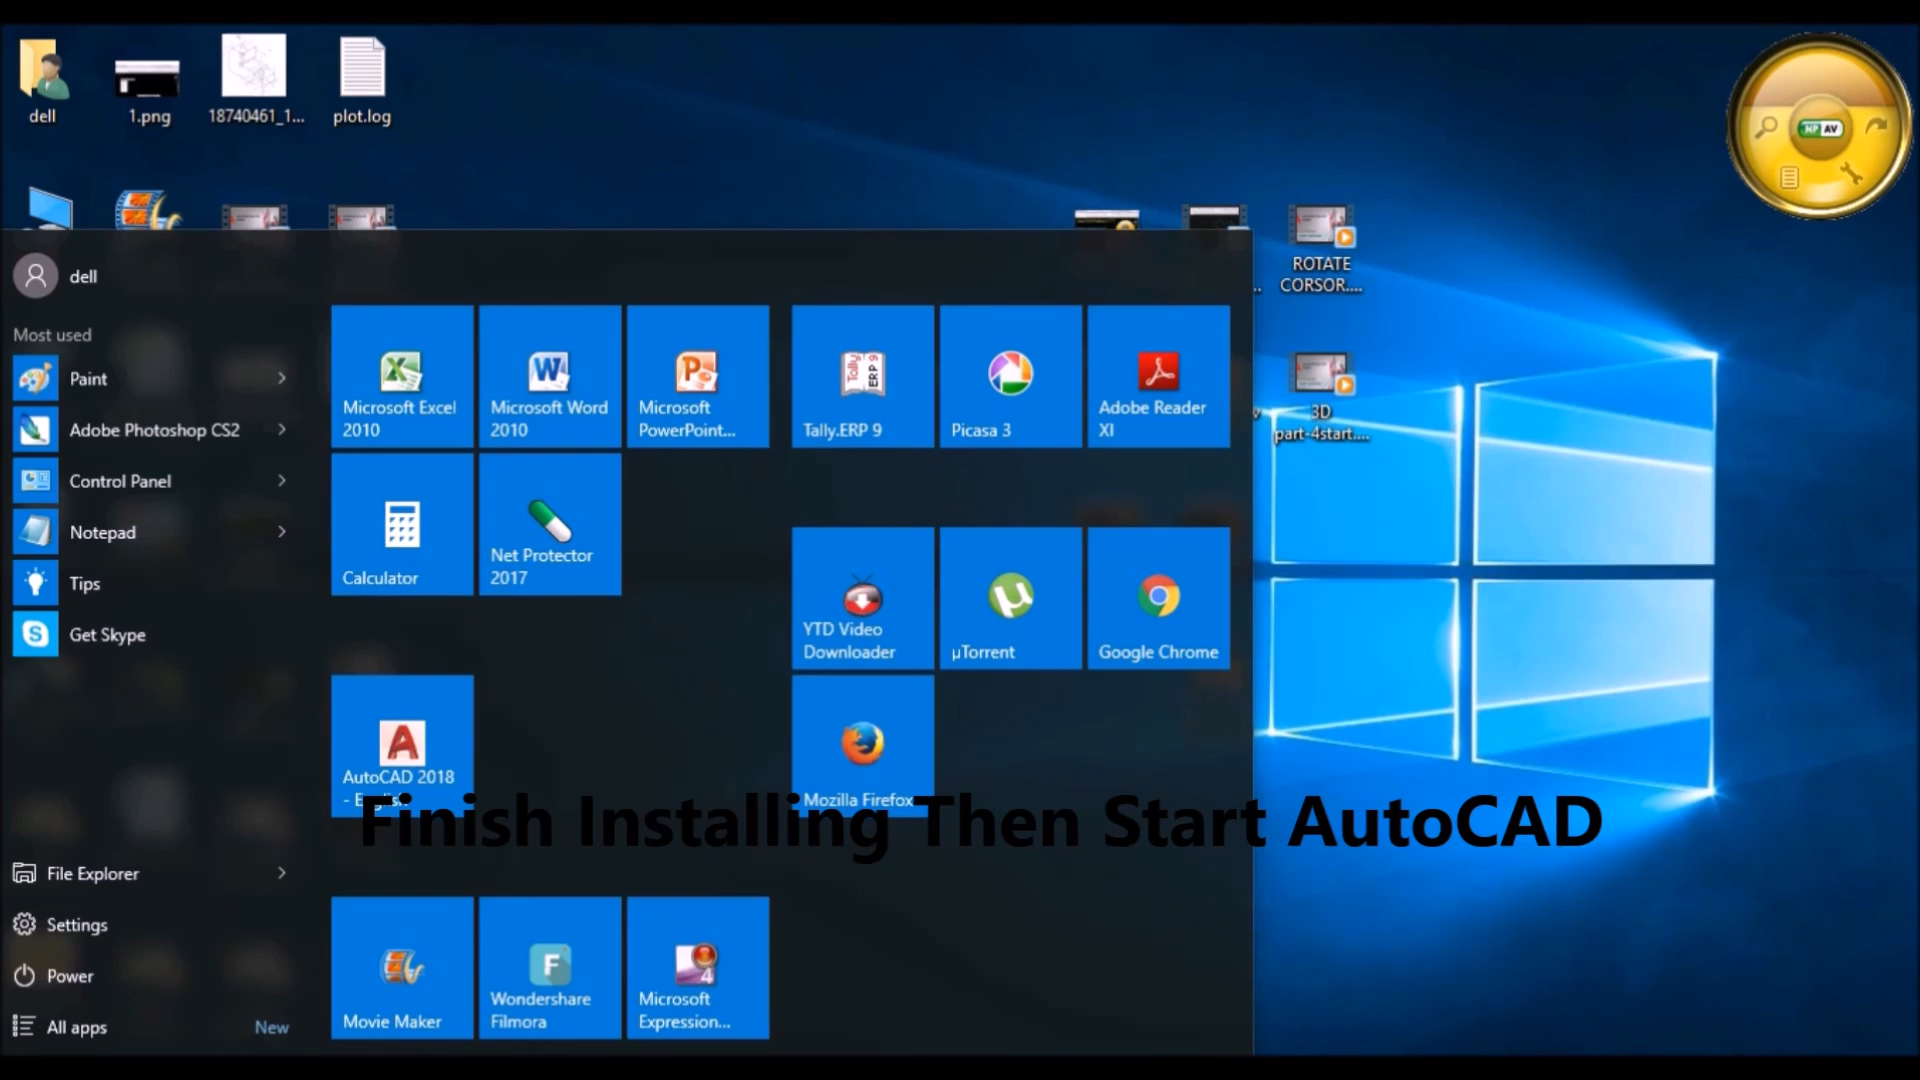 dell
1.png
18740461_1...
plot.log
NP AV
ROTATE
CORSOR....
3D
part-4start....
dell
Most used
Paint
Adobe Photoshop CS2
Control Panel
Notepad
Tips
Get Skype
File Explorer
Settings
Power
All apps
New
Microsoft Excel
2010
Microsoft Word
2010
Microsoft
PowerPoint...
Tally.ERP 9
Picasa 3
Adobe Reader
XI
Calculator
Net Protector
2017
YTD Video
Downloader
µTorrent
Google Chrome
AutoCAD 2018
- English
Mozilla Firefox
Finish Installing Then Start AutoCAD
Movie Maker
Wondershare
Filmora
Microsoft
Expression...